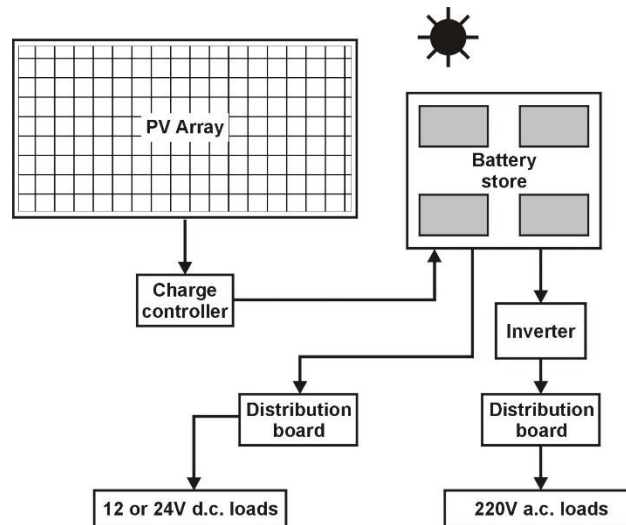 PV Array
Battery
store
Charge
controller
Inverter
Distribution
board
Distribution
board
12 or 24V d.c. loads
220V a.c. loads